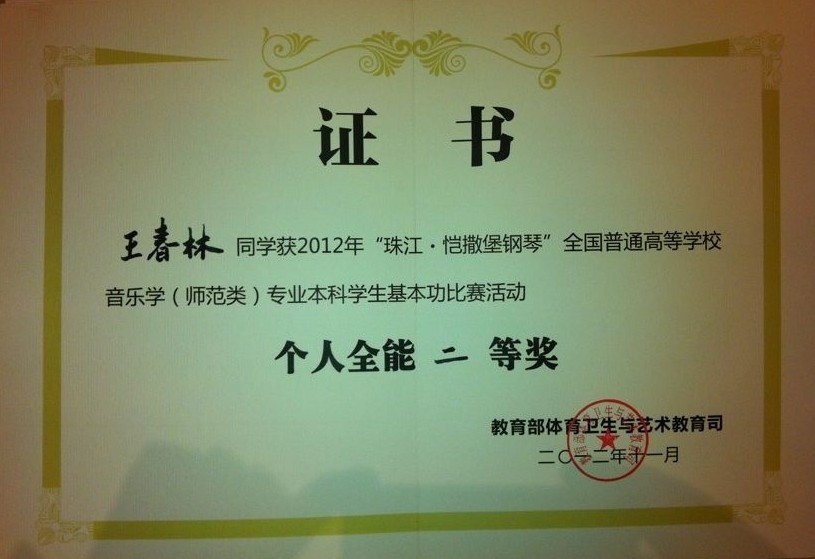 证 书
王春林 同学获2012年“珠江·恺撒堡钢琴”全国普通高等学校
音乐学（师范类）专业本科学生基本功比赛活动
个人全能 二 等奖
教育部体育卫生与艺术教育司
二〇一二年十一月